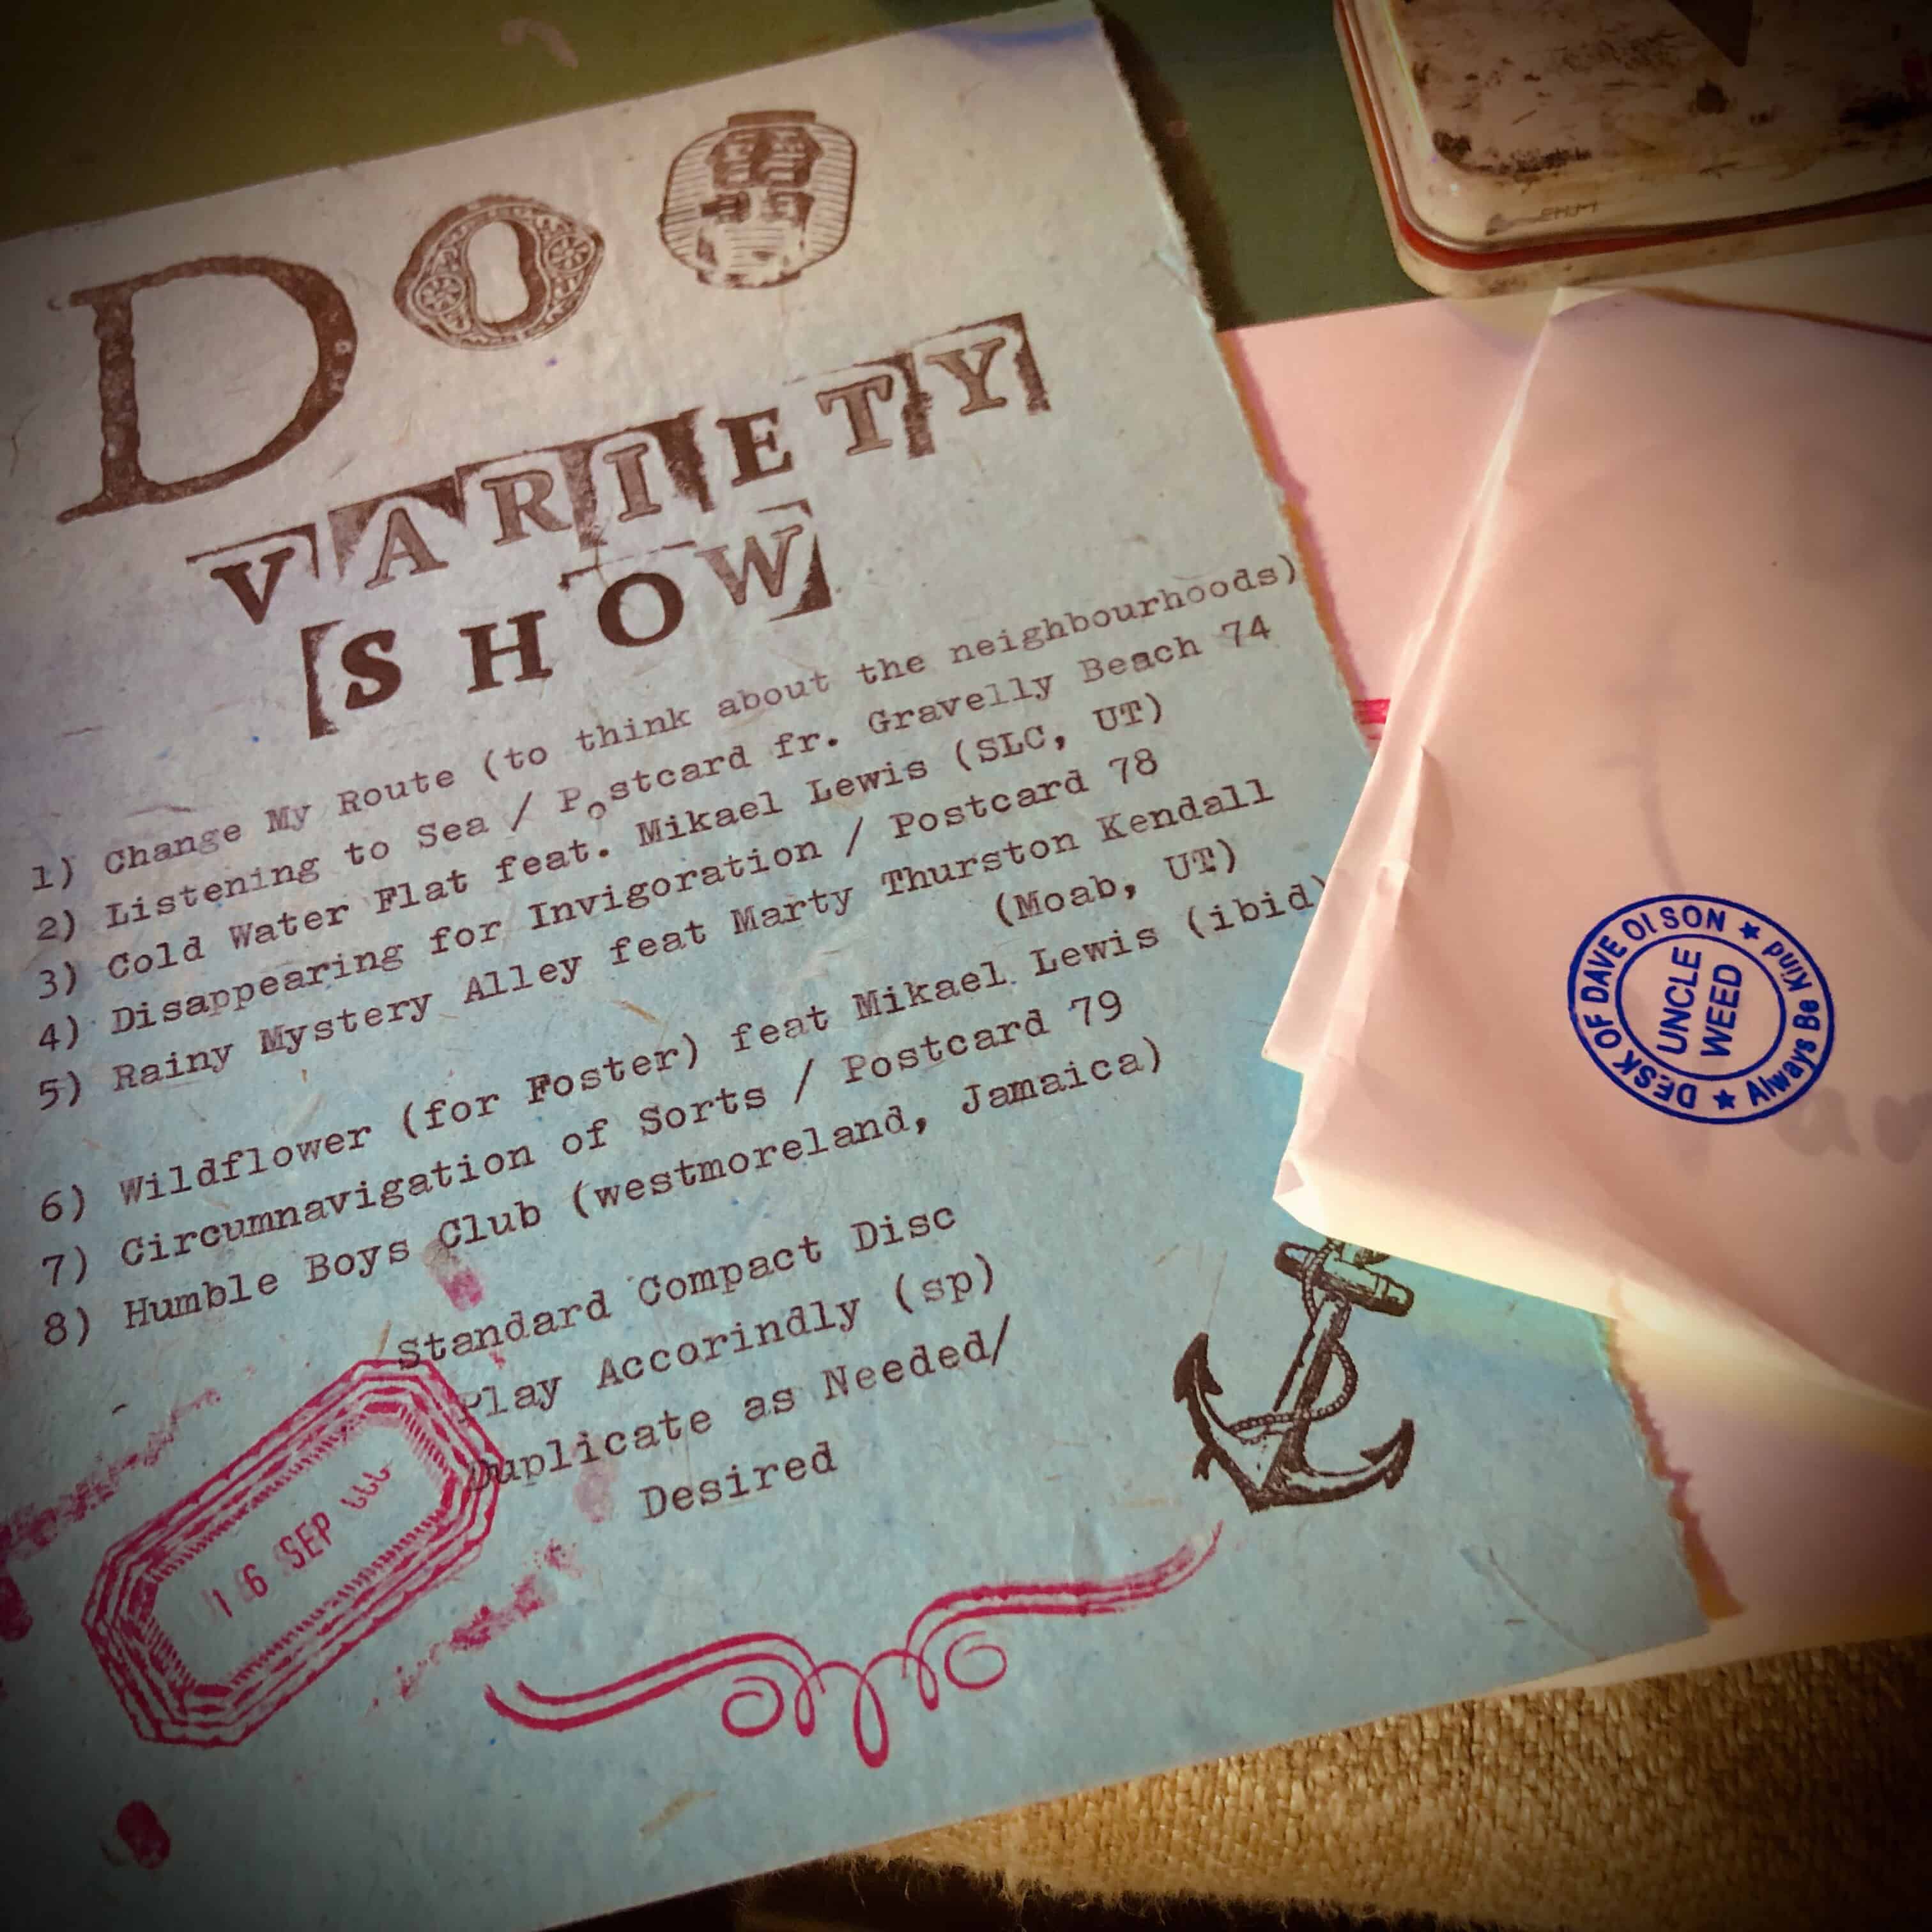 DO
VARIETY
SHOW
1) Change My Route (to think about the neighbourhoods)
2) Listening to Sea / Postcard fr. Gravelly Beach 74
3) Cold Water Flat feat. Mikael Lewis (SLC, UT)
4) Disappearing for Invigoration / Postcard 78
5) Rainy Mystery Alley feat Marty Thurston Kendall
(Moab, UT)
6) Wildflower (for Foster) feat Mikael Lewis (ibid)
7) Circumnavigation of Sorts / Postcard 79
8) Humble Boys Club (westmoreland, Jamaica)
Standard Compact Disc
Play Accorindly (sp)
Duplicate as Needed/
Desired
16 SEP
DESK OF DAVE OLSON ★ Always Be Kind ★
UNCLE
WEED